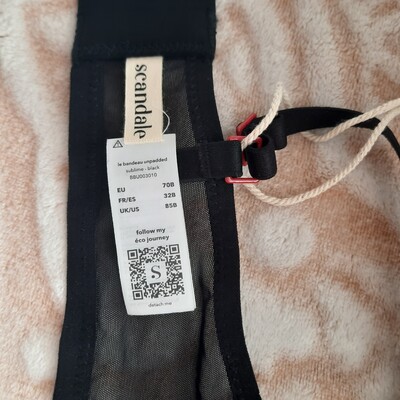 scandale
le bandeau unpadded
sublime - black
BBU003018
EU 70B
FR/ES 32B
UK/US 85B
follow my
éco journey
S
detach me